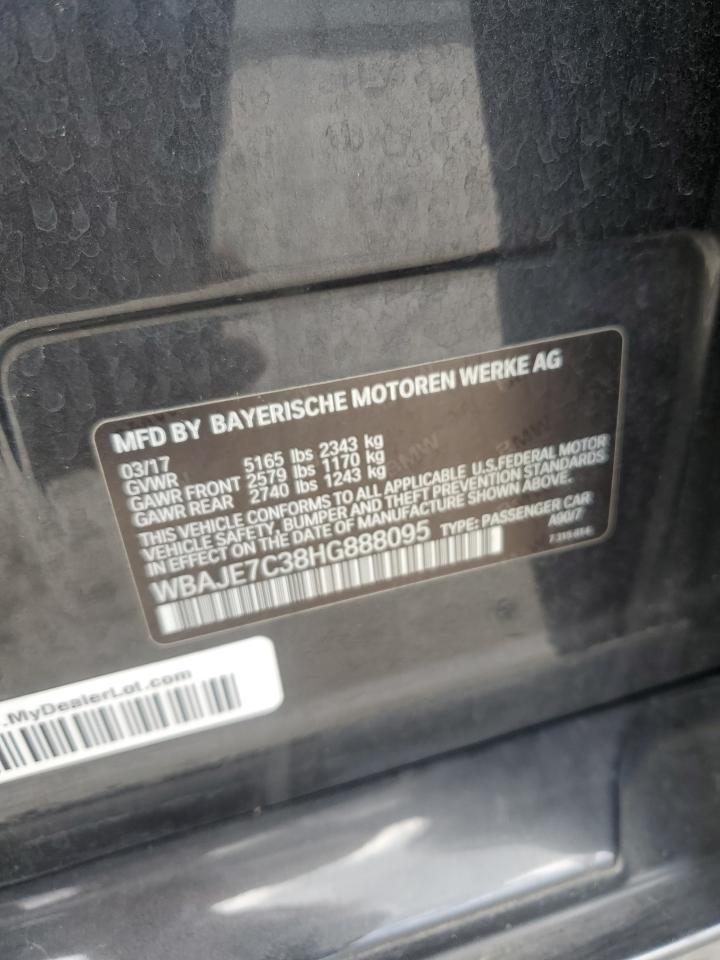 MFD BY BAYERISCHE MOTOREN WERKE AG
03/17
GVWR 5165 lbs 2343 kg
GAWR FRONT 2579 lbs 1170 kg
GAWR REAR 2740 lbs 1243 kg
THIS VEHICLE CONFORMS TO ALL APPLICABLE U.S. FEDERAL MOTOR
VEHICLE SAFETY, BUMPER AND THEFT PREVENTION STANDARDS
IN EFFECT ON THE DATE OF MANUFACTURE SHOWN ABOVE.
WBAJE7C38HG888095 TYPE: PASSENGER CAR
A90/7
.MyDealerLot.com